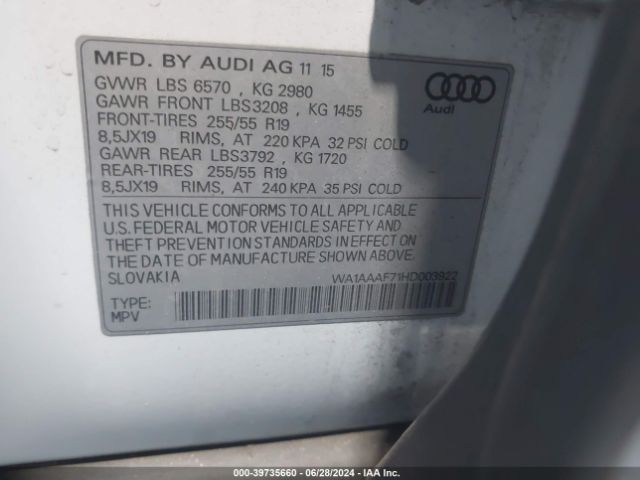 MFD. BY AUDI AG 11 15
GVWR LBS 6570 , KG 2980
GAWR FRONT LBS3208 , KG 1455
FRONT-TIRES 255/55 R19
8,5JX19 RIMS, AT 220 KPA 32 PSI COLD
GAWR REAR LBS3792 , KG 1720
REAR-TIRES 255/55 R19
8,5JX19 RIMS, AT 240 KPA 35 PSI COLD
Audi
THIS VEHICLE CONFORMS TO ALL APPLICABLE
U.S. FEDERAL MOTOR VEHICLE SAFETY AND
THEFT PREVENTION STANDARDS IN EFFECT ON
THE DATE OF MANUFACTURE SHOWN ABOVE.
SLOVAKIA WA1AAAF71HD003922
TYPE:
MPV
000-39735660 - 06/28/2024 - IAA Inc.